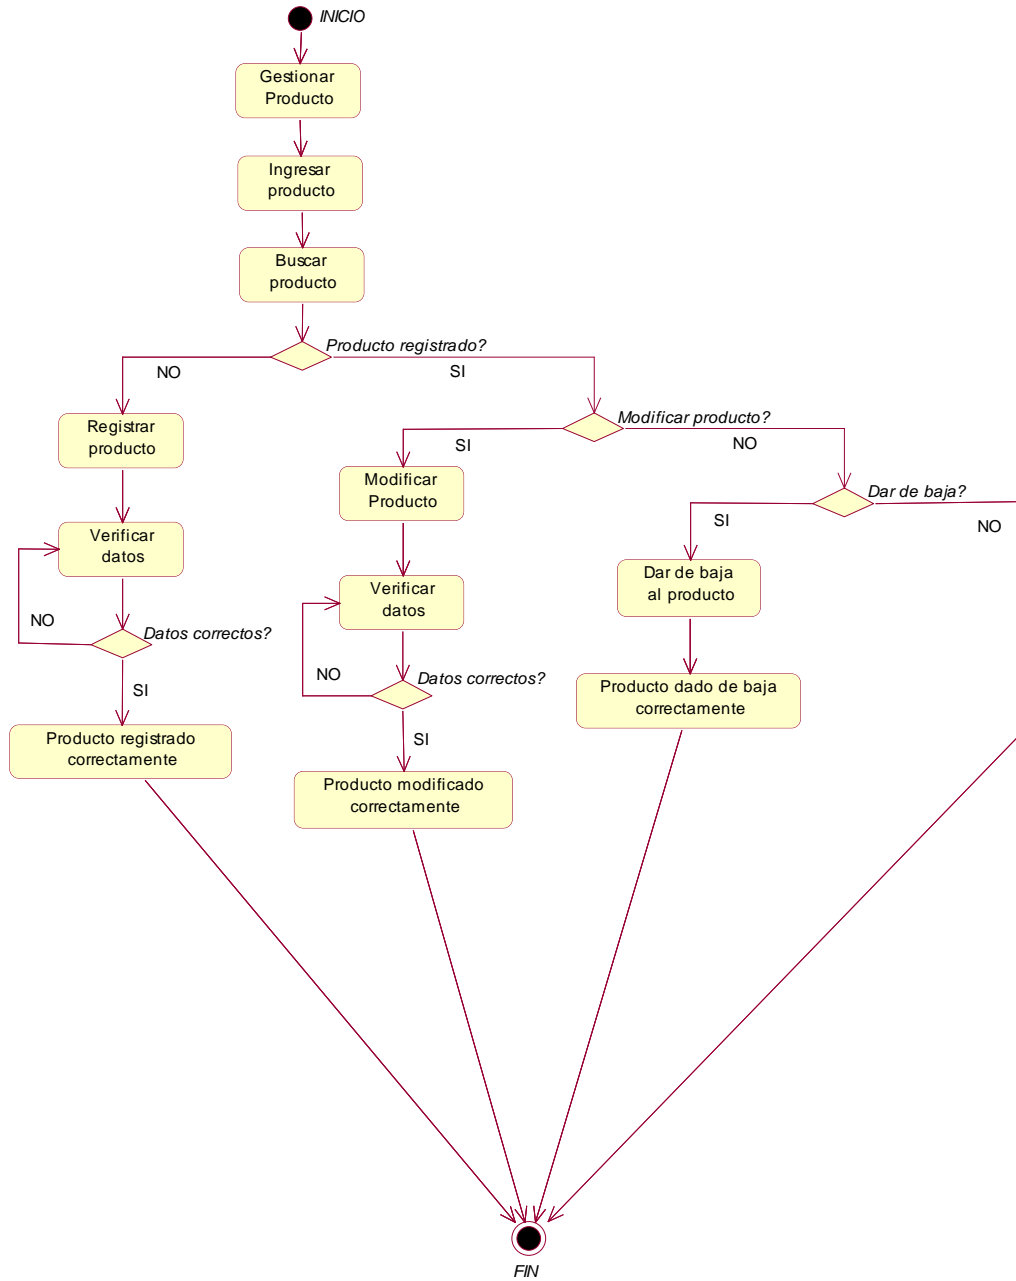 INICIO
Gestionar
Producto
Ingresar
producto
Buscar
producto
Producto registrado?
NO
SI
Registrar
producto
Modificar producto?
SI
NO
Modificar
Producto
Dar de baja?
SI
NO
Verificar
datos
NO
Datos correctos?
SI
Verificar
datos
NO
Datos correctos?
SI
Dar de baja
al producto
Producto dado de baja
correctamente
Producto registrado
correctamente
Producto modificado
correctamente
FIN